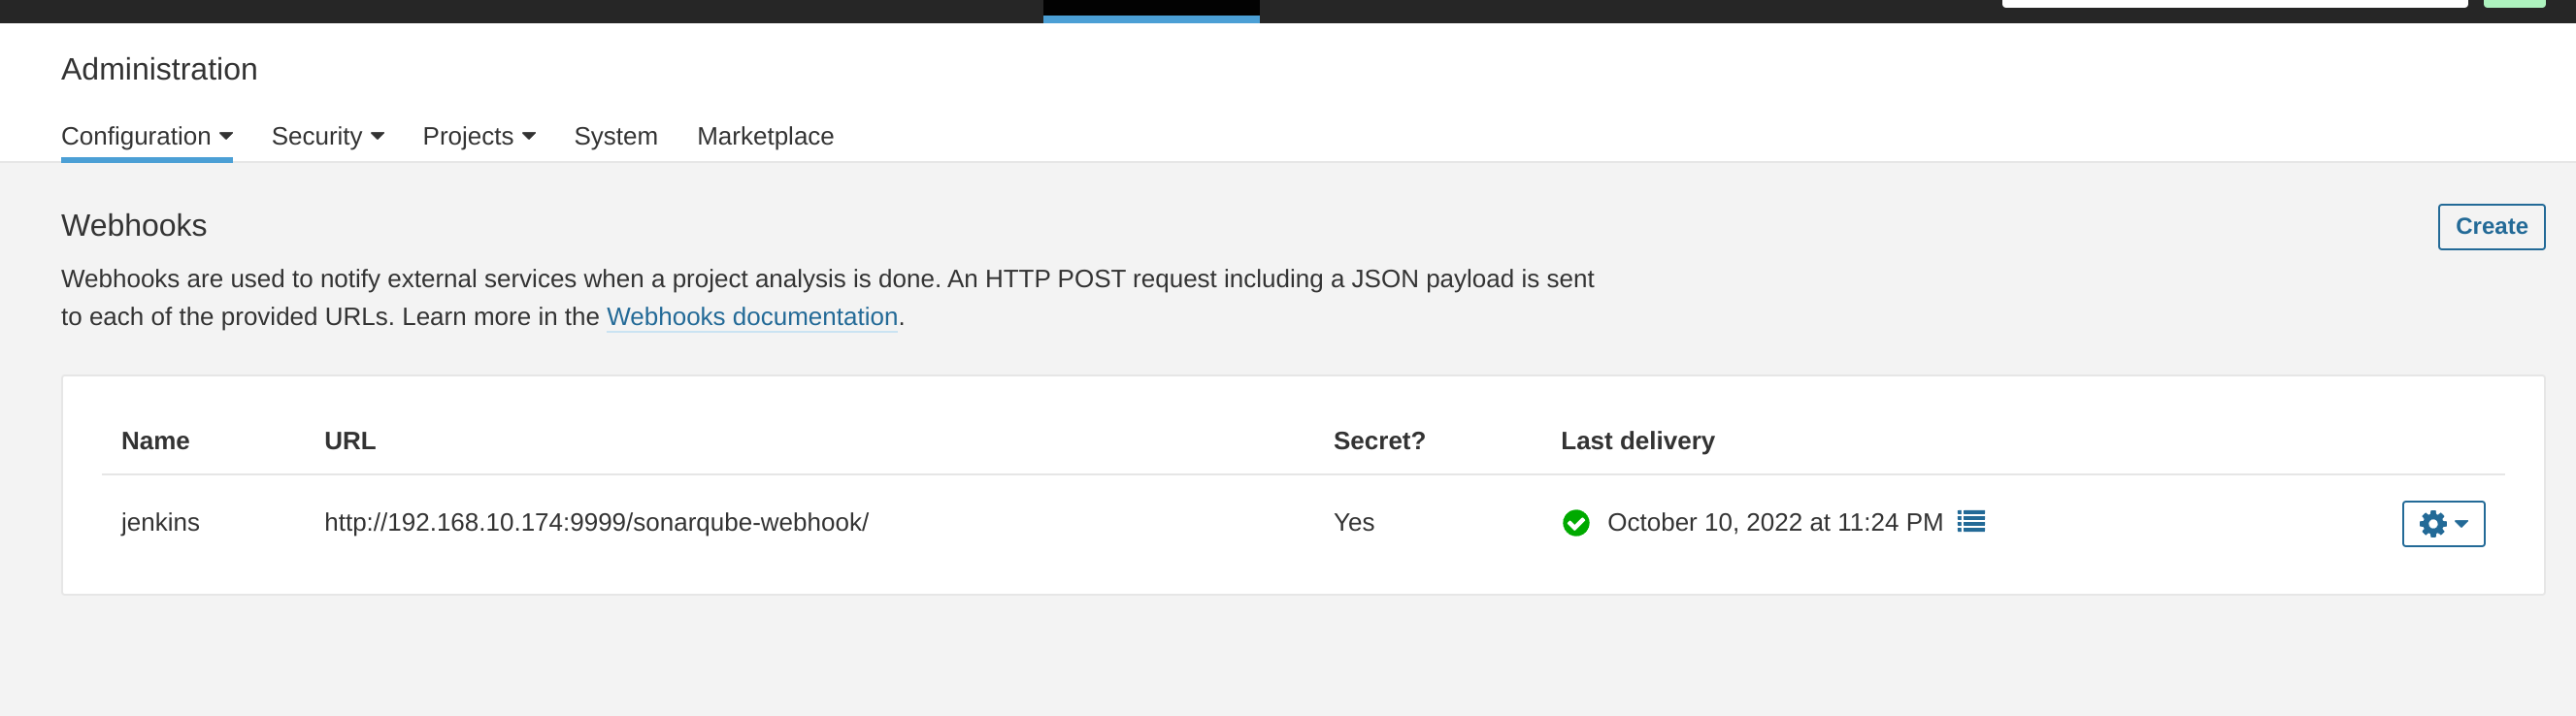 Administration
Configuration Security Projects System Marketplace
Webhooks
Create
Webhooks are used to notify external services when a project analysis is done. An HTTP POST request including a JSON payload is sent
to each of the provided URLs. Learn more in the Webhooks documentation.
Name URL Secret? Last delivery
jenkins http://192.168.10.174:9999/sonarqube-webhook/ Yes October 10, 2022 at 11:24 PM